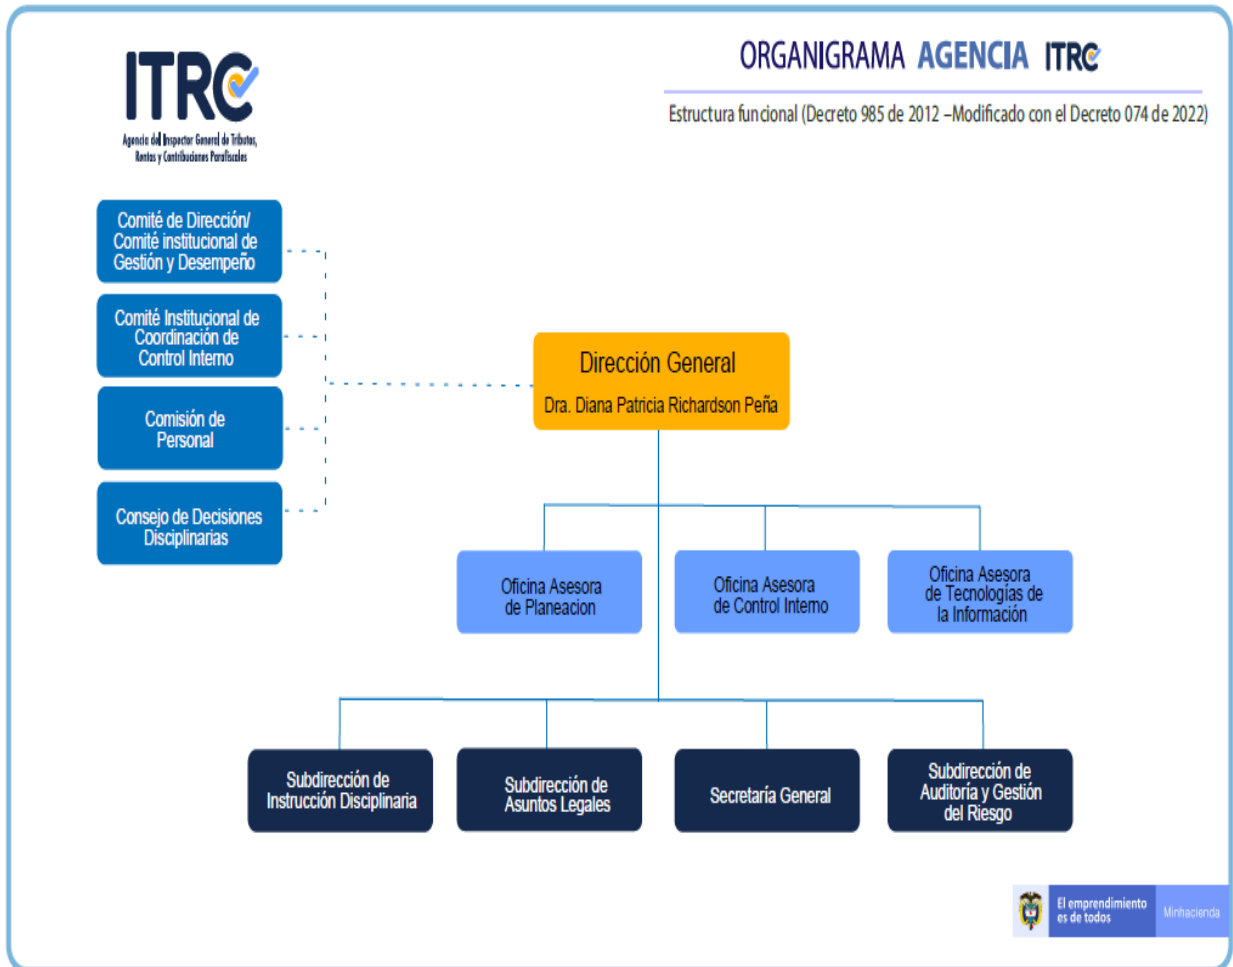 ITRC
Agencia del Inspector General de Tributos,
Rentas y Contribuciones Parafiscales
ORGANIGRAMA AGENCIA ITRC
Estructura funcional (Decreto 985 de 2012 –Modificado con el Decreto 074 de 2022)
Comité de Dirección/
Comité institucional de
Gestión y Desempeño
Comité Institucional de
Coordinación de
Control Interno
Comisión de
Personal
Consejo de Decisiones
Disciplinarias
Dirección General
Dra. Diana Patricia Richardson Peña
Oficina Asesora
de Planeacion
Oficina Asesora
de Control Interno
Oficina Asesora
de Tecnologías de
la Información
Subdirección de
Instrucción Disciplinaria
Subdirección de
Asuntos Legales
Secretaría General
Subdirección de
Auditoría y Gestión
del Riesgo
El emprendimiento
es de todos
Minhacienda